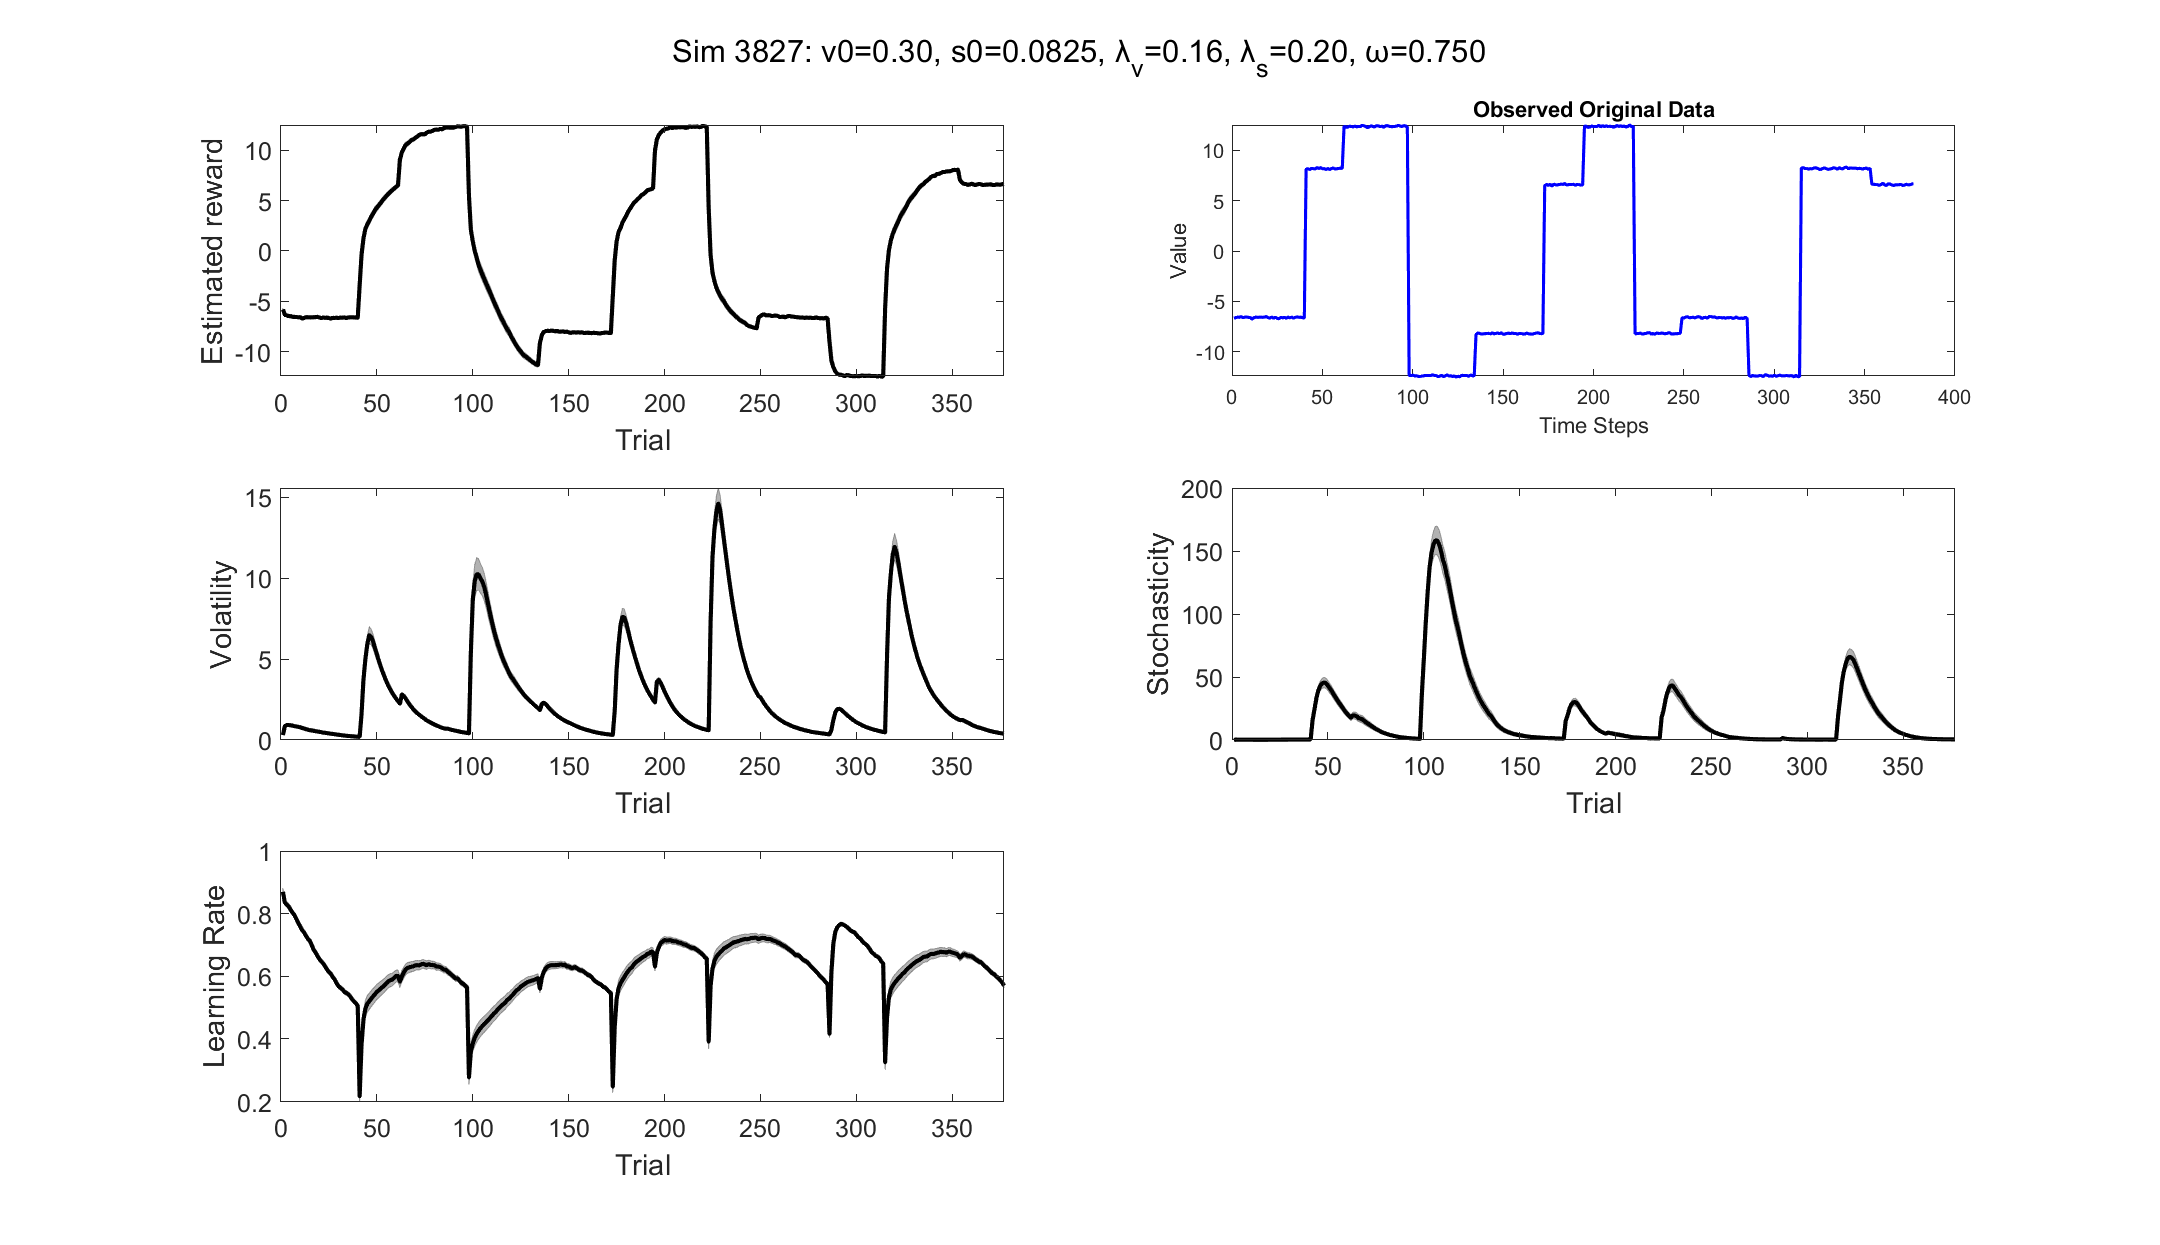 Sim 3827: v0=0.30, s0=0.0825, λ_v=0.16, λ_s=0.20, ω=0.750
Estimated reward
10
5
0
-5
-10
0 50 100 150 200 250 300 350
Trial
Observed Original Data
Value
10
5
0
-5
-10
0 50 100 150 200 250 300 350 400
Time Steps
Volatility
15
10
5
0
0 50 100 150 200 250 300 350
Trial
Stochasticity
200
150
100
50
0
0 50 100 150 200 250 300 350
Trial
Learning Rate
1
0.8
0.6
0.4
0.2
0 50 100 150 200 250 300 350
Trial